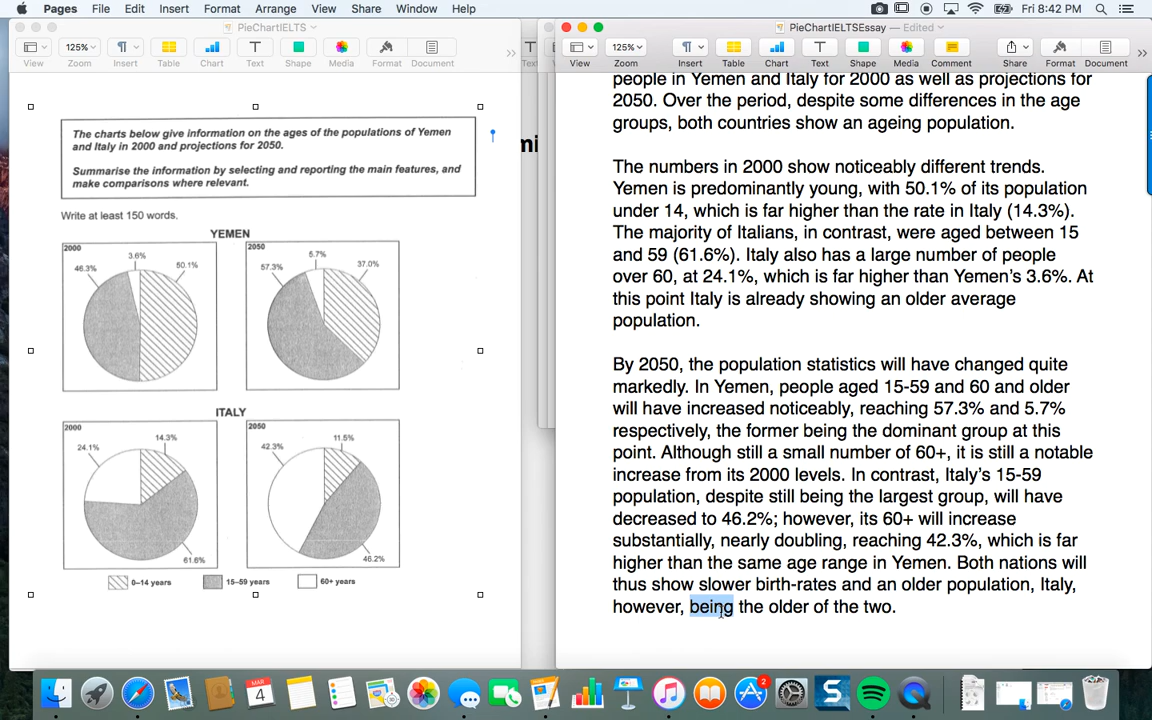 Pages File Edit Insert Format Arrange View Share Window Help Fri 8:42 PM
PieChartIELTS
125%
View Zoom Insert Table Chart Text Shape Media Format Document
The charts below give information on the ages of the populations of Yemen
and Italy in 2000 and projections for 2050.
Summarise the information by selecting and reporting the main features, and
make comparisons where relevant.
Write at least 150 words.
YEMEN
2000
3.6%
46.3%
50.1%
2050
5.7%
57.3%
37.0%
ITALY
2000
14.3%
24.1%
61.6%
2050
11.5%
42.3%
46.2%
0–14 years
15–59 years
60+ years
PieChartIELTSEssay — Edited
125%
View Zoom Insert Table Chart Text Shape Media Comment Share Format Document
people in Yemen and Italy for 2000 as well as projections for
2050. Over the period, despite some differences in the age
groups, both countries show an ageing population.
The numbers in 2000 show noticeably different trends.
Yemen is predominantly young, with 50.1% of its population
under 14, which is far higher than the rate in Italy (14.3%).
The majority of Italians, in contrast, were aged between 15
and 59 (61.6%). Italy also has a large number of people
over 60, at 24.1%, which is far higher than Yemen's 3.6%. At
this point Italy is already showing an older average
population.
By 2050, the population statistics will have changed quite
markedly. In Yemen, people aged 15-59 and 60 and older
will have increased noticeably, reaching 57.3% and 5.7%
respectively, the former being the dominant group at this
point. Although still a small number of 60+, it is still a notable
increase from its 2000 levels. In contrast, Italy's 15-59
population, despite still being the largest group, will have
decreased to 46.2%; however, its 60+ will increase
substantially, nearly doubling, reaching 42.3%, which is far
higher than the same age range in Yemen. Both nations will
thus show slower birth-rates and an older population, Italy,
however, being the older of the two.
MAR
4
2